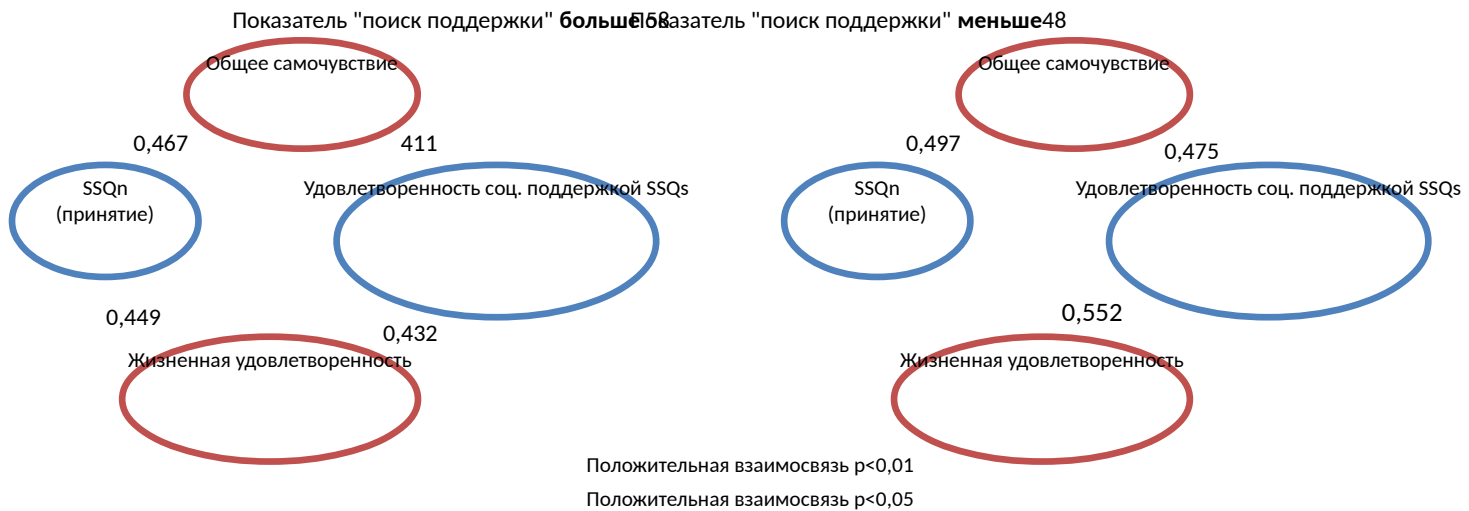 Показатель "поиск поддержки" больше 58
Показатель "поиск поддержки" меньше48
Общее самочувствие
0,467
411
SSQn
(принятие)
Удовлетворенность соц. поддержкой SSQs
0,449
0,432
Жизненная удовлетворенность
Общее самочувствие
0,497
0,475
SSQn
(принятие)
Удовлетворенность соц. поддержкой SSQs
0,552
Жизненная удовлетворенность
Положительная взаимосвязь p<0,01
Положительная взаимосвязь p<0,05